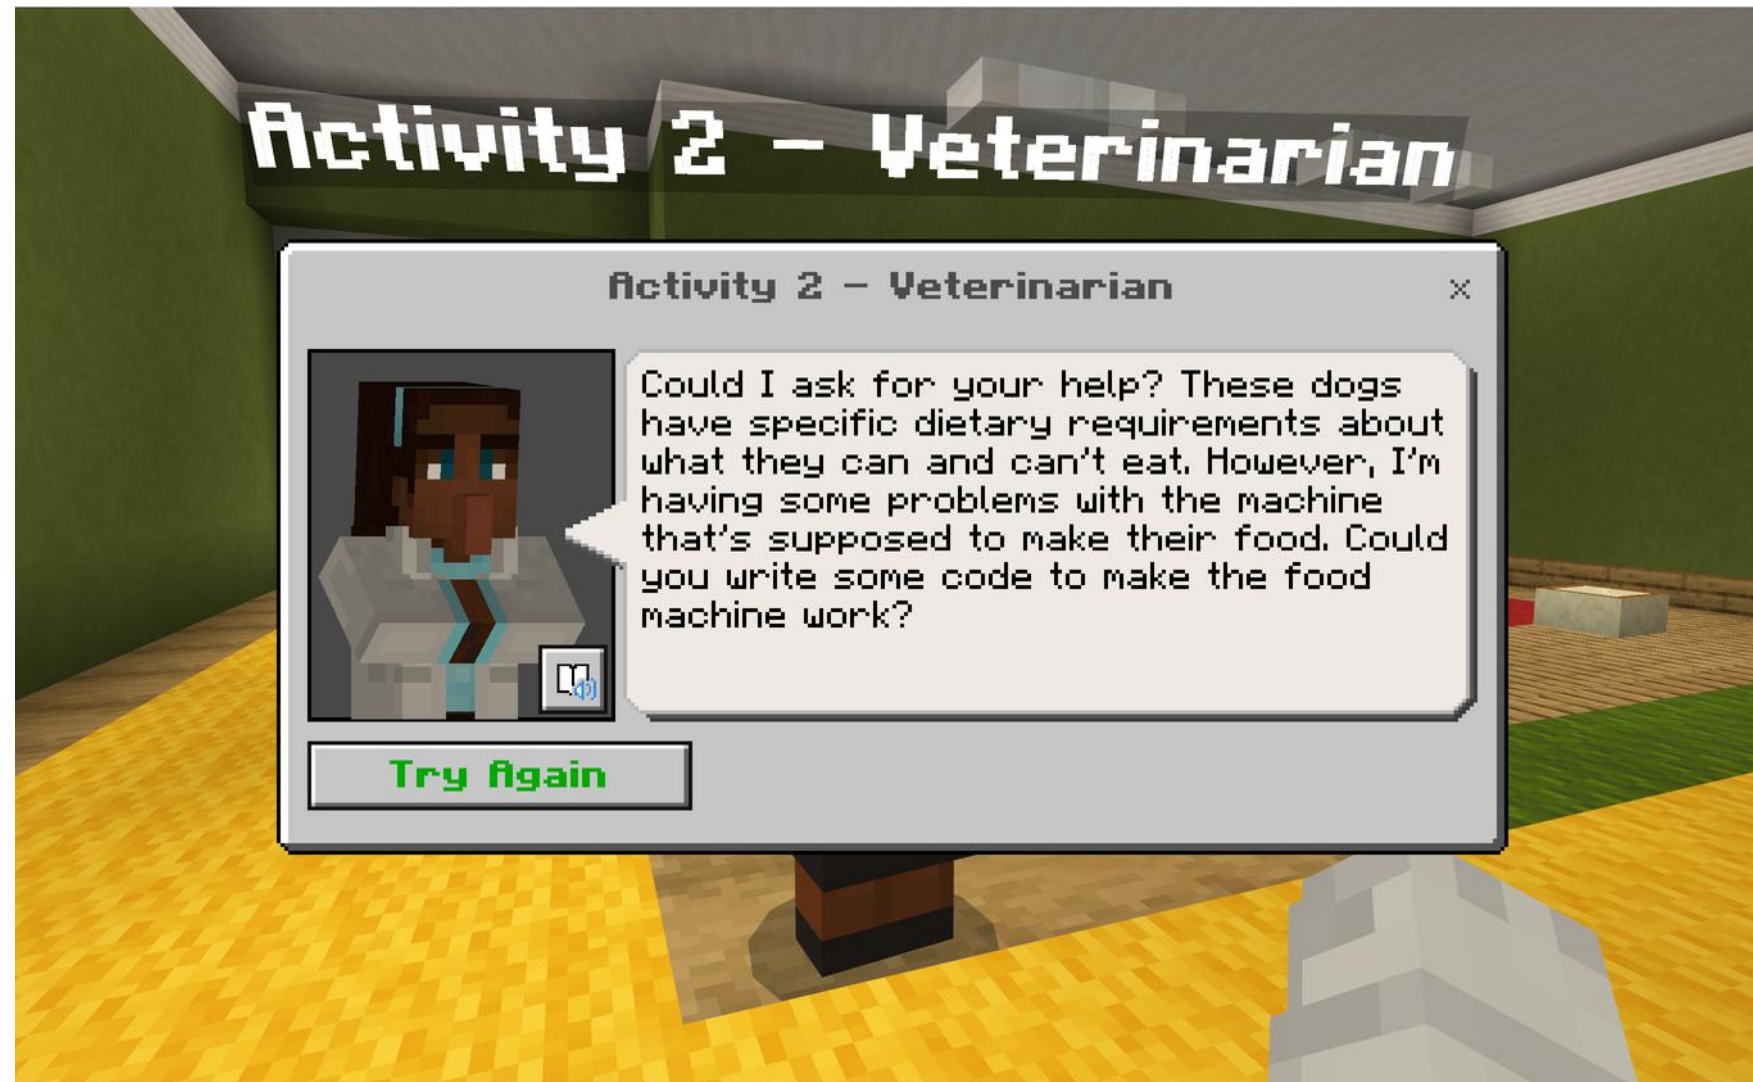 Activity 2 - Veterinarian
Activity 2 - Veterinarian
Could I ask for your help? These dogs
have specific dietary requirements about
what they can and can't eat. However, I'm
having some problems with the machine
that's supposed to make their food. Could
you write some code to make the food
machine work?
Try Again